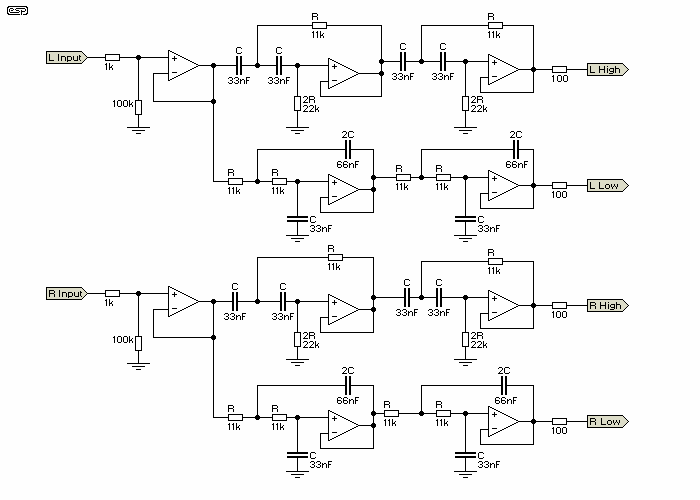 esp
R
11k
R
11k
L Input
1k
100k
+
−
C
33nF
C
33nF
+
−
C
33nF
C
33nF
+
−
100
L High
2R
22k
2R
22k
2C
66nF
2C
66nF
R
11k
R
11k
+
−
R
11k
R
11k
+
−
100
L Low
C
33nF
C
33nF
R
11k
R
11k
R Input
1k
100k
+
−
C
33nF
C
33nF
+
−
C
33nF
C
33nF
+
−
100
R High
2R
22k
2R
22k
2C
66nF
2C
66nF
R
11k
R
11k
+
−
R
11k
R
11k
+
−
100
R Low
C
33nF
C
33nF